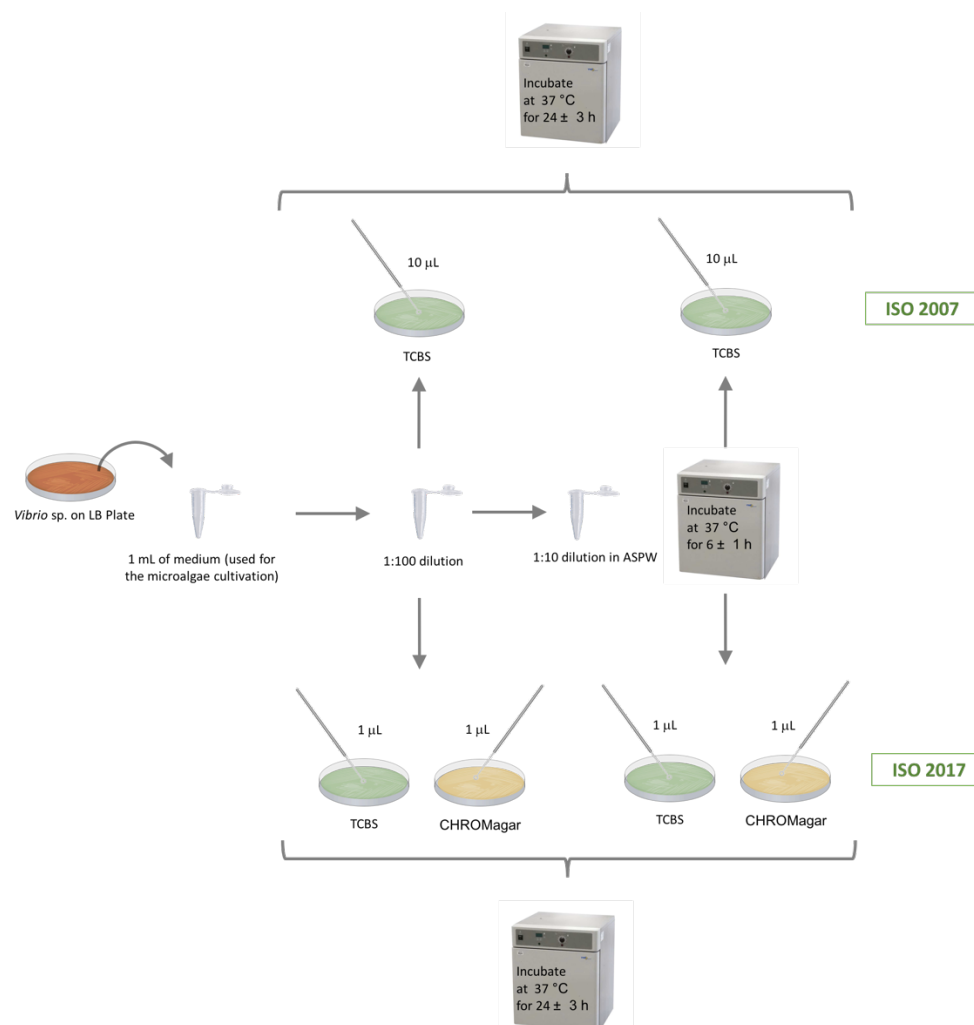 Incubate
at 37 °C
for 24 ± 3 h
10 µL
10 µL
ISO 2007
TCBS
TCBS
Vibrio sp. on LB Plate
1 mL of medium (used for
the microalgae cultivation)
1:100 dilution
1:10 dilution in ASPW
Incubate
at 37 °C
for 6 ± 1 h
1 µL
1 µL
1 µL
1 µL
ISO 2017
TCBS
CHROMagar
TCBS
CHROMagar
Incubate
at 37 °C
for 24 ± 3 h